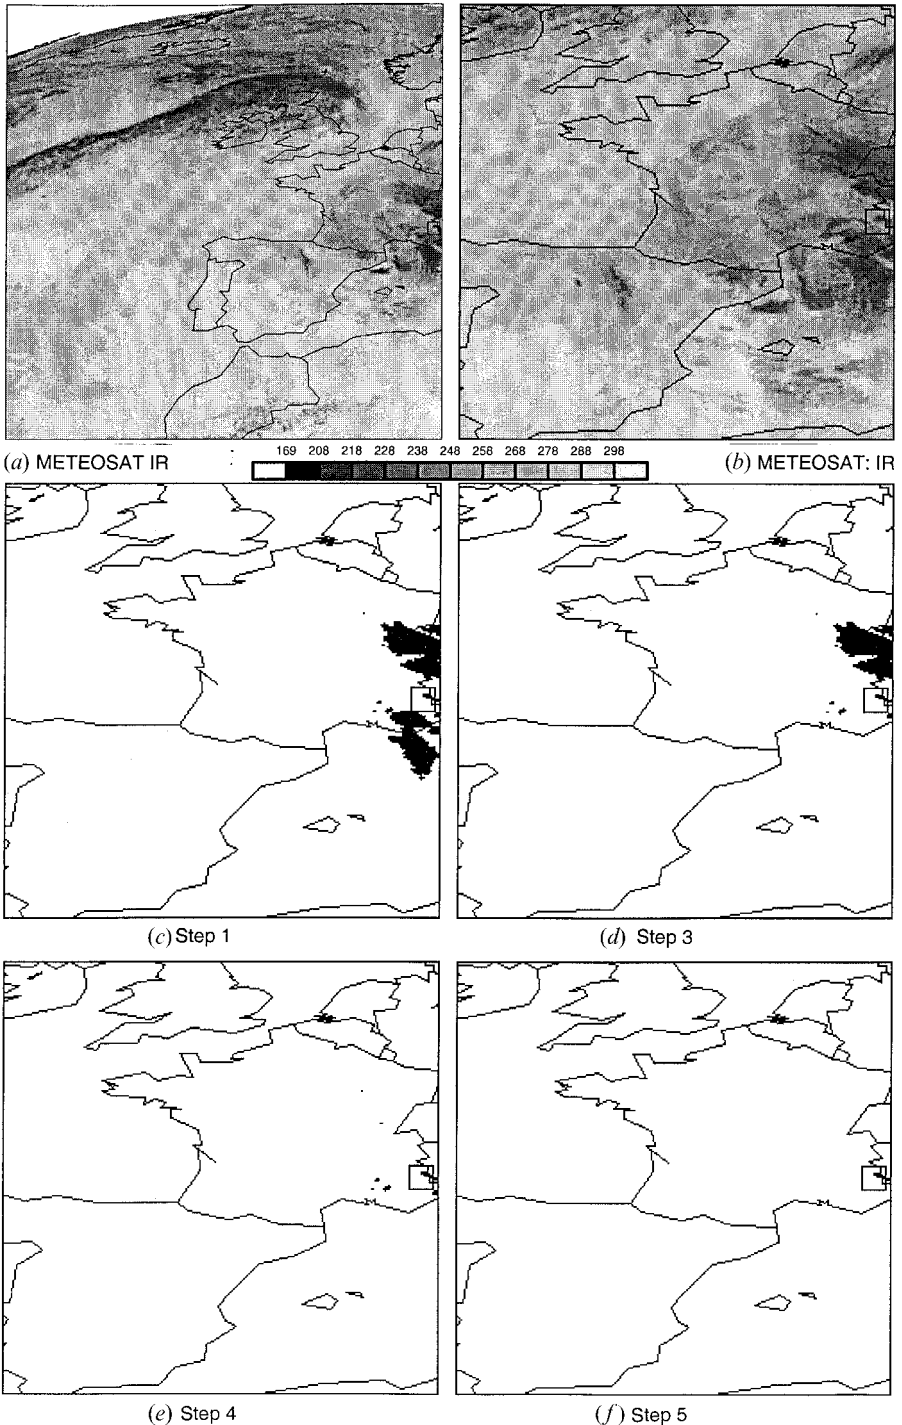 (a) METEOSAT IR
169 208 218 228 238 248 258 268 278 288 298
(b) METEOSAT: IR
(c) Step 1
(d) Step 3
(e) Step 4
(f) Step 5